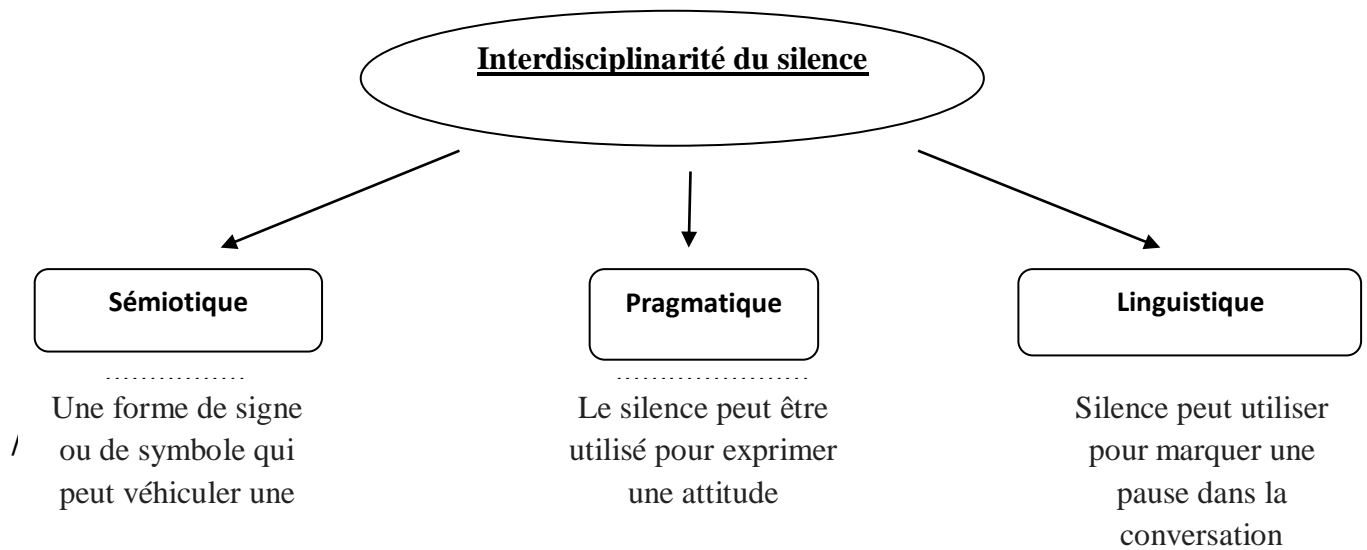 Interdisciplinarité du silence
Sémiotique
Pragmatique
Linguistique
Une forme de signe
ou de symbole qui
peut véhiculer une
Le silence peut être
utilisé pour exprimer
une attitude
Silence peut utiliser
pour marquer une
pause dans la
conversation